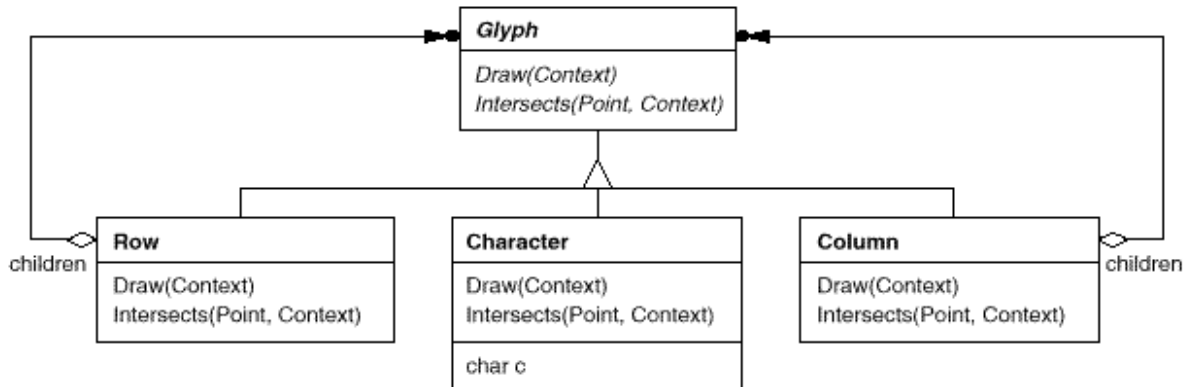 Glyph
Draw(Context)
Intersects(Point, Context)
children
Row
Draw(Context)
Intersects(Point, Context)
Character
Draw(Context)
Intersects(Point, Context)
char c
Column
Draw(Context)
Intersects(Point, Context)
children